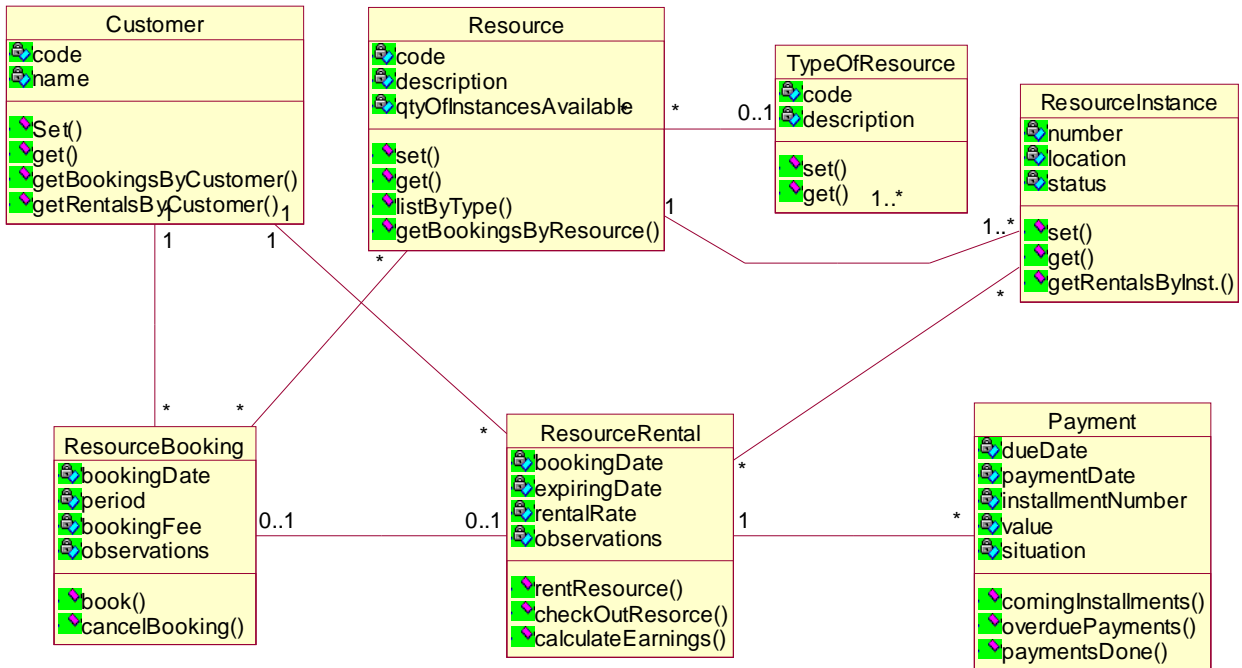 Customer
code
name
Set()
get()
getBookingsByCustomer()
getRentalsByCustomer()
1
1
1
1
Resource
code
description
qtyOfInstancesAvailable
*
set()
get()
listByType()
getBookingsByResource()
*
*
0..1
TypeOfResource
code
description
set()
get()
1..*
1
1..*
ResourceInstance
number
location
status
set()
get()
getRentalsByInst.()
*
*
*
*
ResourceBooking
bookingDate
period
bookingFee
observations
book()
cancelBooking()
0..1
0..1
ResourceRental
bookingDate
expiringDate
rentalRate
observations
rentResource()
checkOutResorce()
calculateEarnings()
*
1
*
Payment
dueDate
paymentDate
installmentNumber
value
situation
comingInstallments()
overduePayments()
paymentsDone()